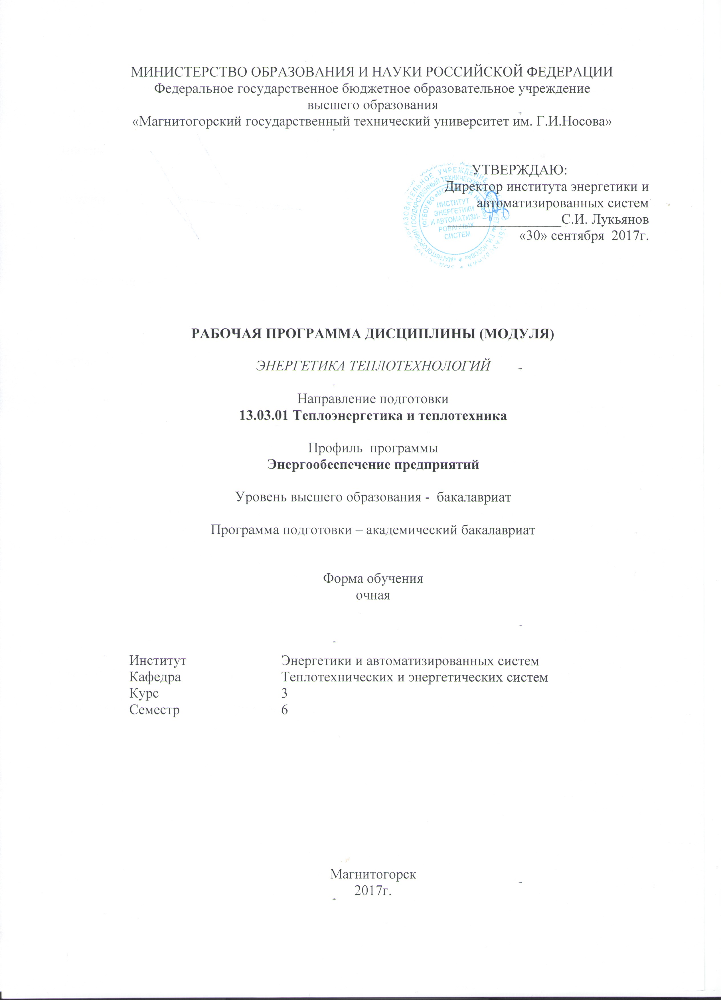 МИНИСТЕРСТВО ОБРАЗОВАНИЯ И НАУКИ РОССИЙСКОЙ ФЕДЕРАЦИИ
Федеральное государственное бюджетное образовательное учреждение
высшего образования
«Магнитогорский государственный технический университет им. Г.И.Носова»
УТВЕРЖДАЮ:
Директор института энергетики и
автоматизированных систем
С.И. Лукьянов
«30» сентября 2017г.
ИНСТИТУТ
ЭНЕРГЕТИКИ
И АВТОМАТИЗИ-
РОВАННЫХ
СИСТЕМ
РАБОЧАЯ ПРОГРАММА ДИСЦИПЛИНЫ (МОДУЛЯ)
ЭНЕРГЕТИКА ТЕПЛОТЕХНОЛОГИЙ
Направление подготовки
13.03.01 Теплоэнергетика и теплотехника
Профиль программы
Энергообеспечение предприятий
Уровень высшего образования - бакалавриат
Программа подготовки – академический бакалавриат
Форма обучения
очная
Институт Энергетики и автоматизированных систем
Кафедра Теплотехнических и энергетических систем
Курс 3
Семестр 6
Магнитогорск
2017г.